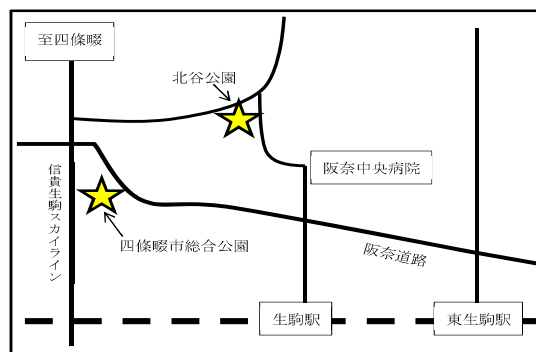 至四條畷
北谷公園
阪奈中央病院
信貴生駒スカイライン
四條畷市総合公園
阪奈道路
生駒駅
東生駒駅